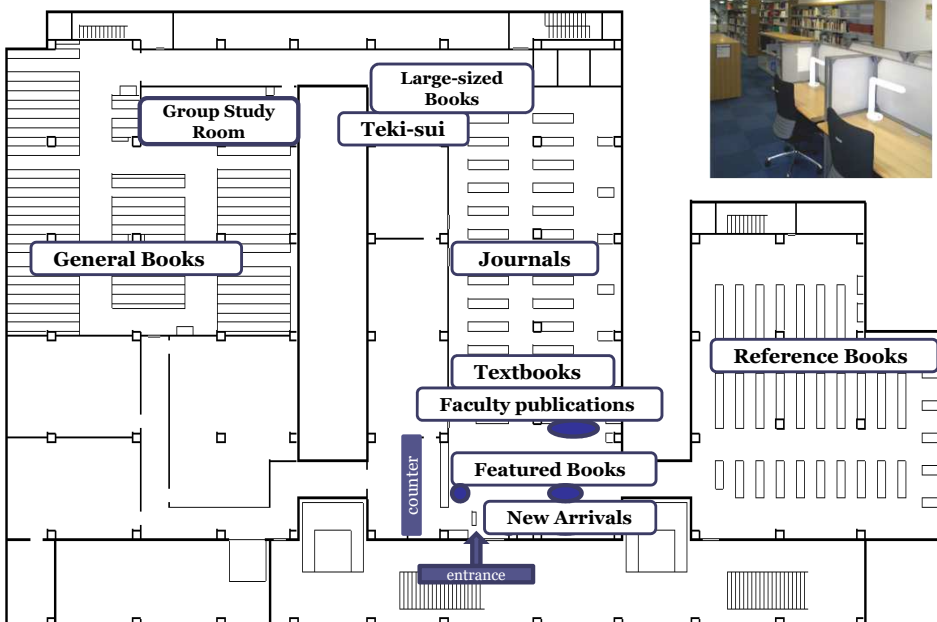 Large-sized
Books
Group Study
Room
Teki-sui
General Books
Journals
Reference Books
Textbooks
Faculty publications
counter
Featured Books
New Arrivals
entrance